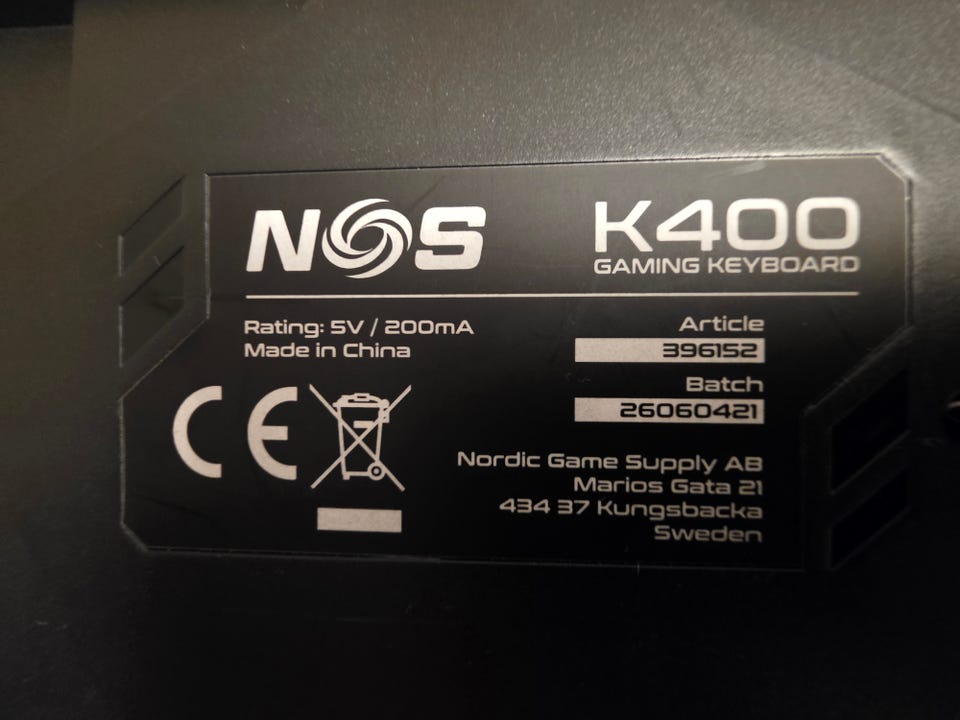 NOS
K400
GAMING KEYBOARD
Rating: 5V / 200mA
Made in China
Article
396152
Batch
26060421
CE
Nordic Game Supply AB
Marios Gata 21
434 37 Kungsbacka
Sweden